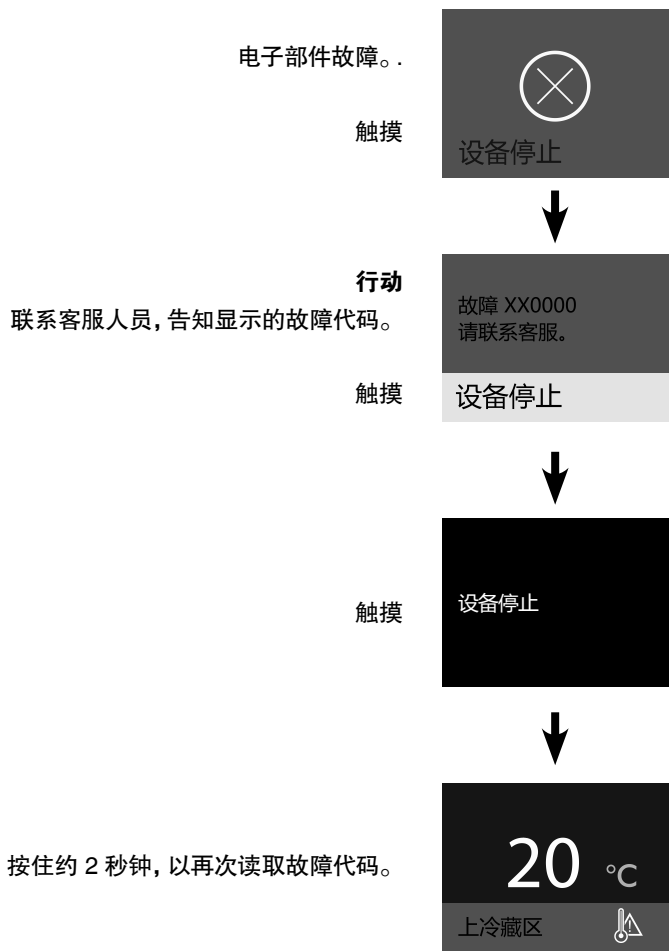 电子部件故障。.
触摸
设备停止
行动
联系客服人员，告知显示的故障代码。
故障 XX0000
请联系客服。
触摸
设备停止
触摸
设备停止
按住约 2 秒钟，以再次读取故障代码。
20 °C
上冷藏区